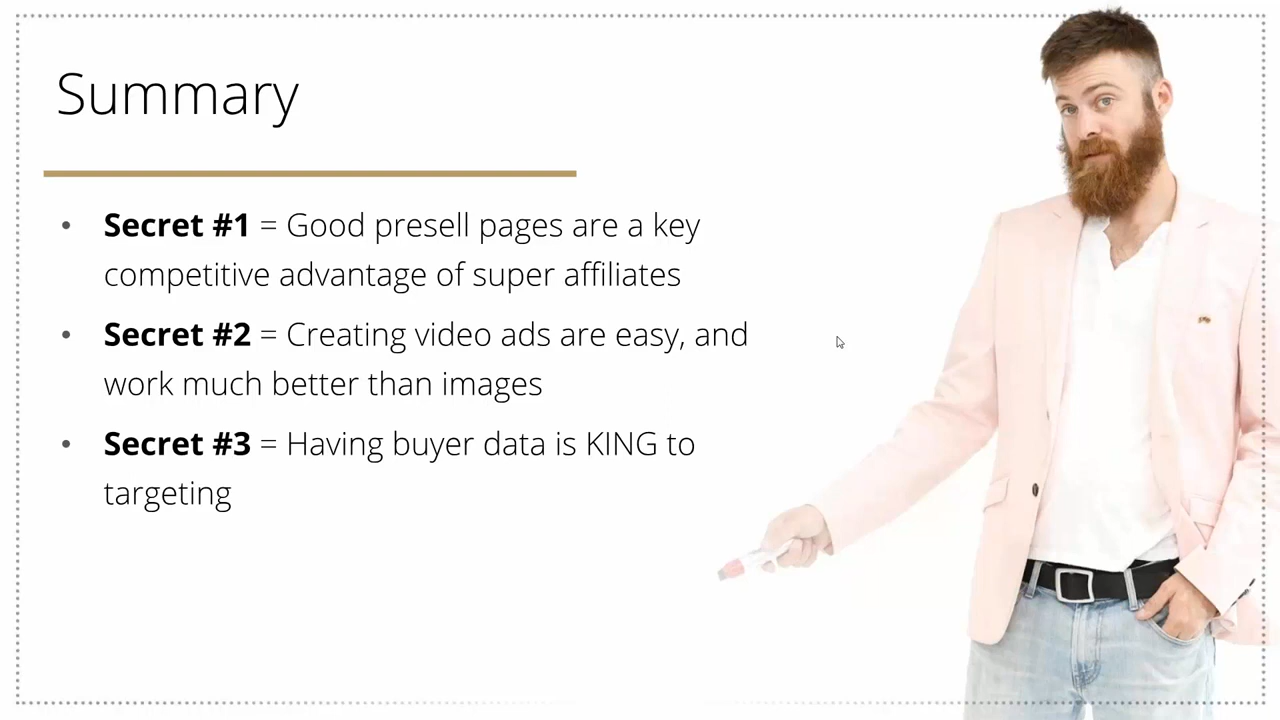 Summary
• Secret #1 = Good presell pages are a key
competitive advantage of super affiliates
• Secret #2 = Creating video ads are easy, and
work much better than images
• Secret #3 = Having buyer data is KING to
targeting